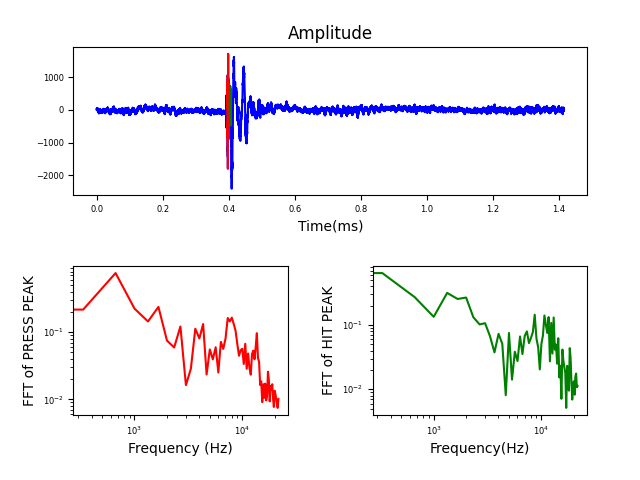 Amplitude
1000
0
−1000
−2000
0.0 0.2 0.4 0.6 0.8 1.0 1.2 1.4
Time(ms)
FFT of PRESS PEAK
10⁻¹
10⁻²
10³ 10⁴
Frequency (Hz)
FFT of HIT PEAK
10⁻¹
10⁻²
10³ 10⁴
Frequency(Hz)